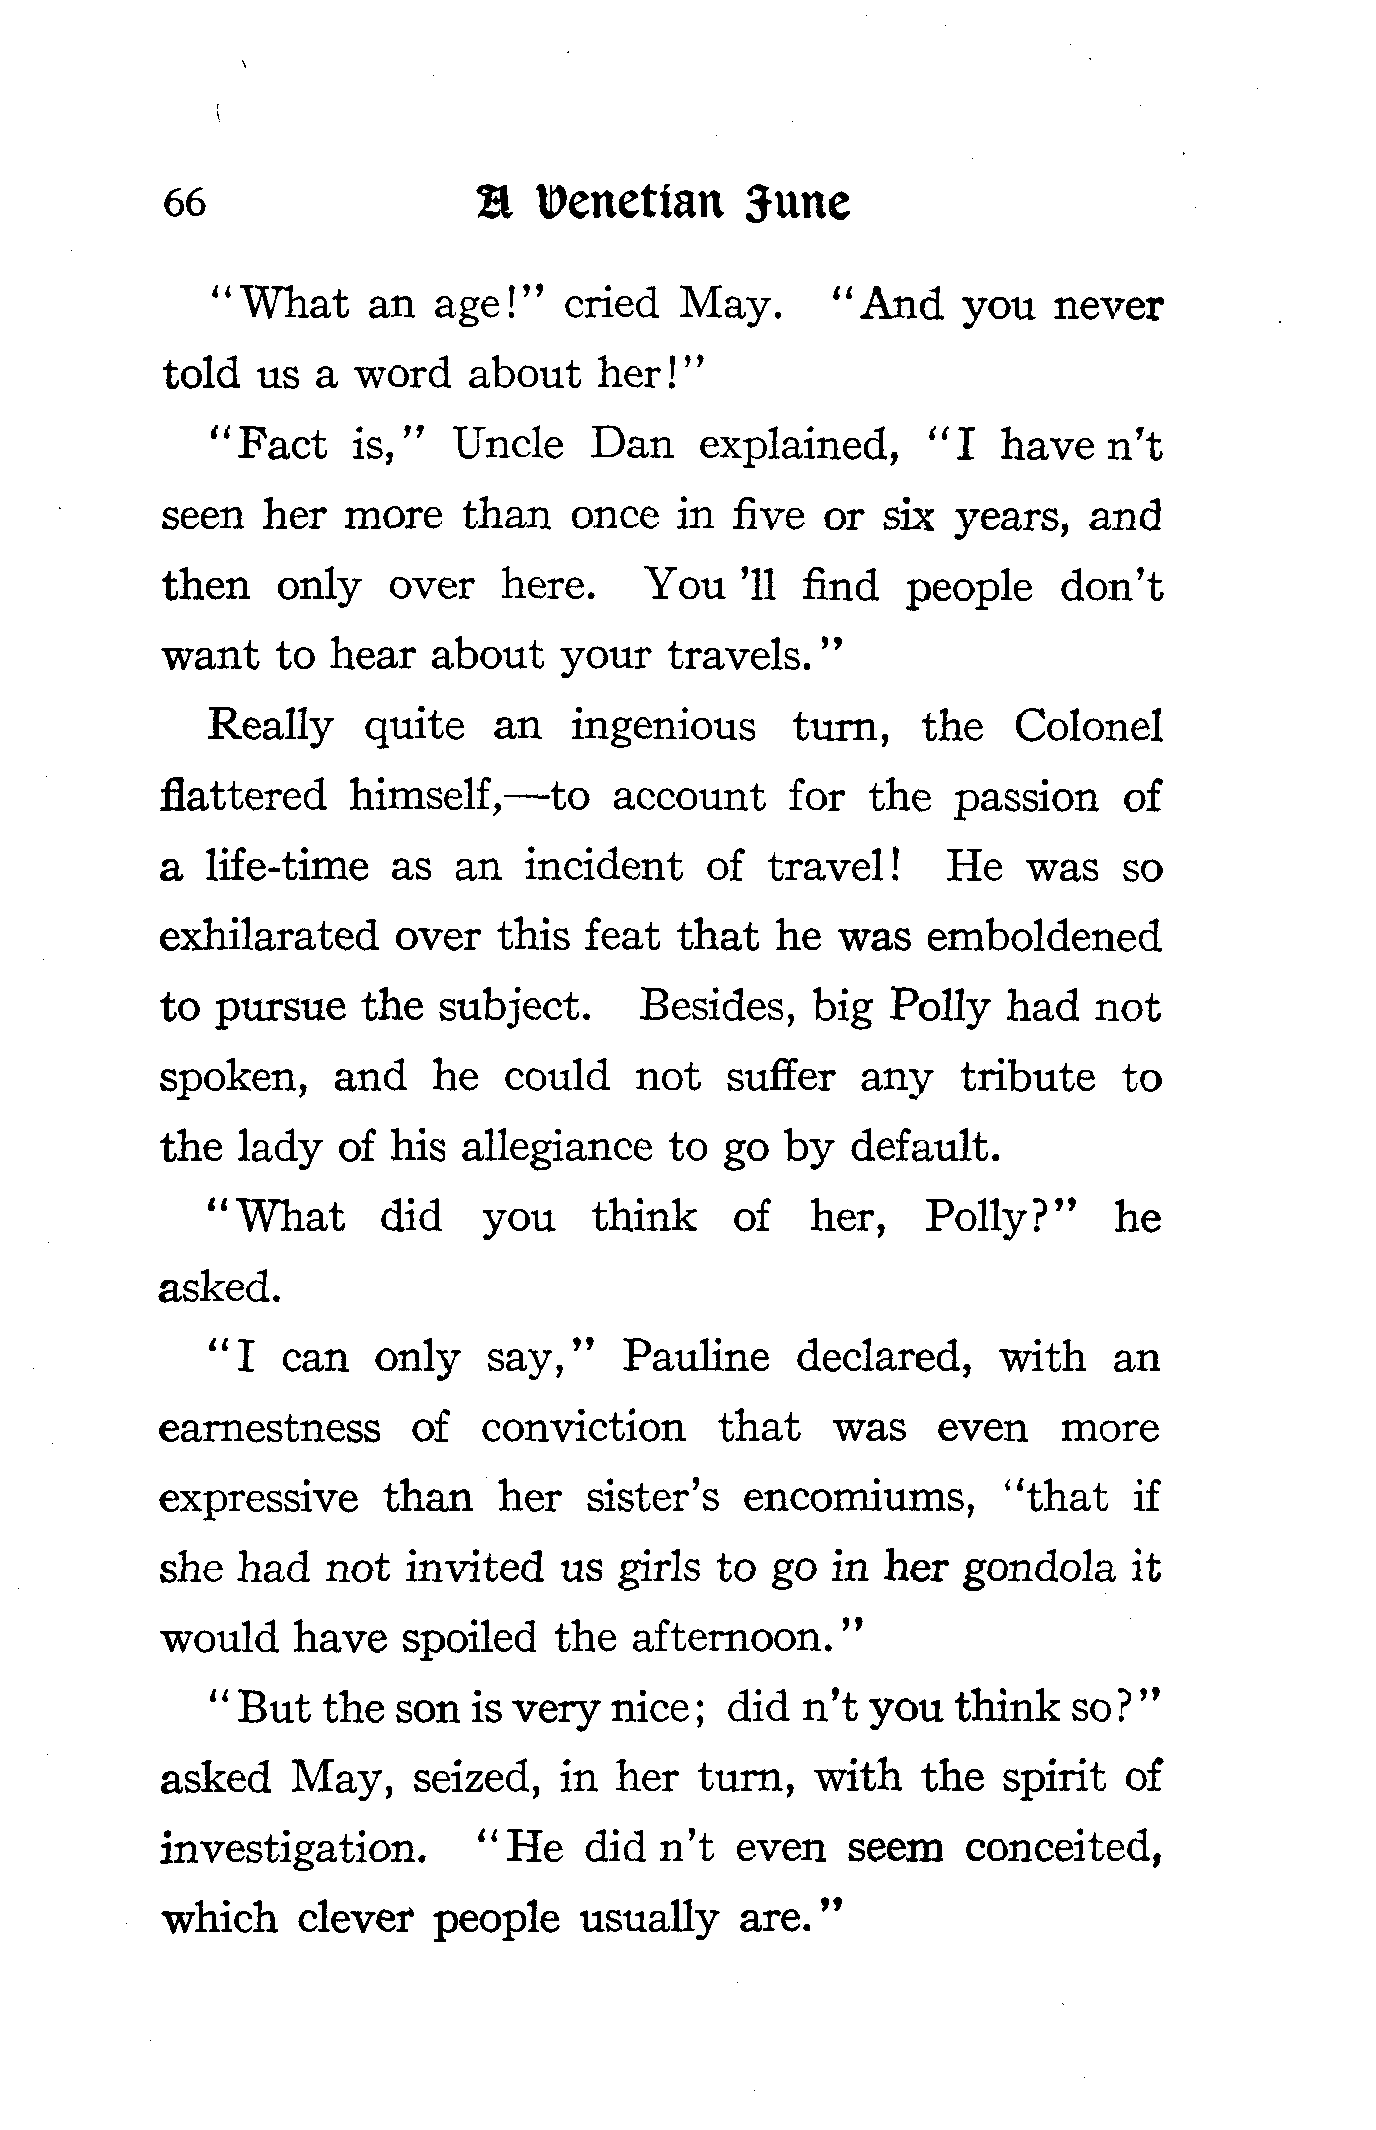 66 A Venetian June
"What an age!" cried May. "And you never
told us a word about her!"
"Fact is," Uncle Dan explained, "I have n't
seen her more than once in five or six years, and
then only over here. You 'll find people don't
want to hear about your travels."
Really quite an ingenious turn, the Colonel
flattered himself,—to account for the passion of
a life-time as an incident of travel! He was so
exhilarated over this feat that he was emboldened
to pursue the subject. Besides, big Polly had not
spoken, and he could not suffer any tribute to
the lady of his allegiance to go by default.
"What did you think of her, Polly?" he
asked.
"I can only say," Pauline declared, with an
earnestness of conviction that was even more
expressive than her sister's encomiums, "that if
she had not invited us girls to go in her gondola it
would have spoiled the afternoon."
"But the son is very nice; did n't you think so?"
asked May, seized, in her turn, with the spirit of
investigation. "He did n't even seem conceited,
which clever people usually are."